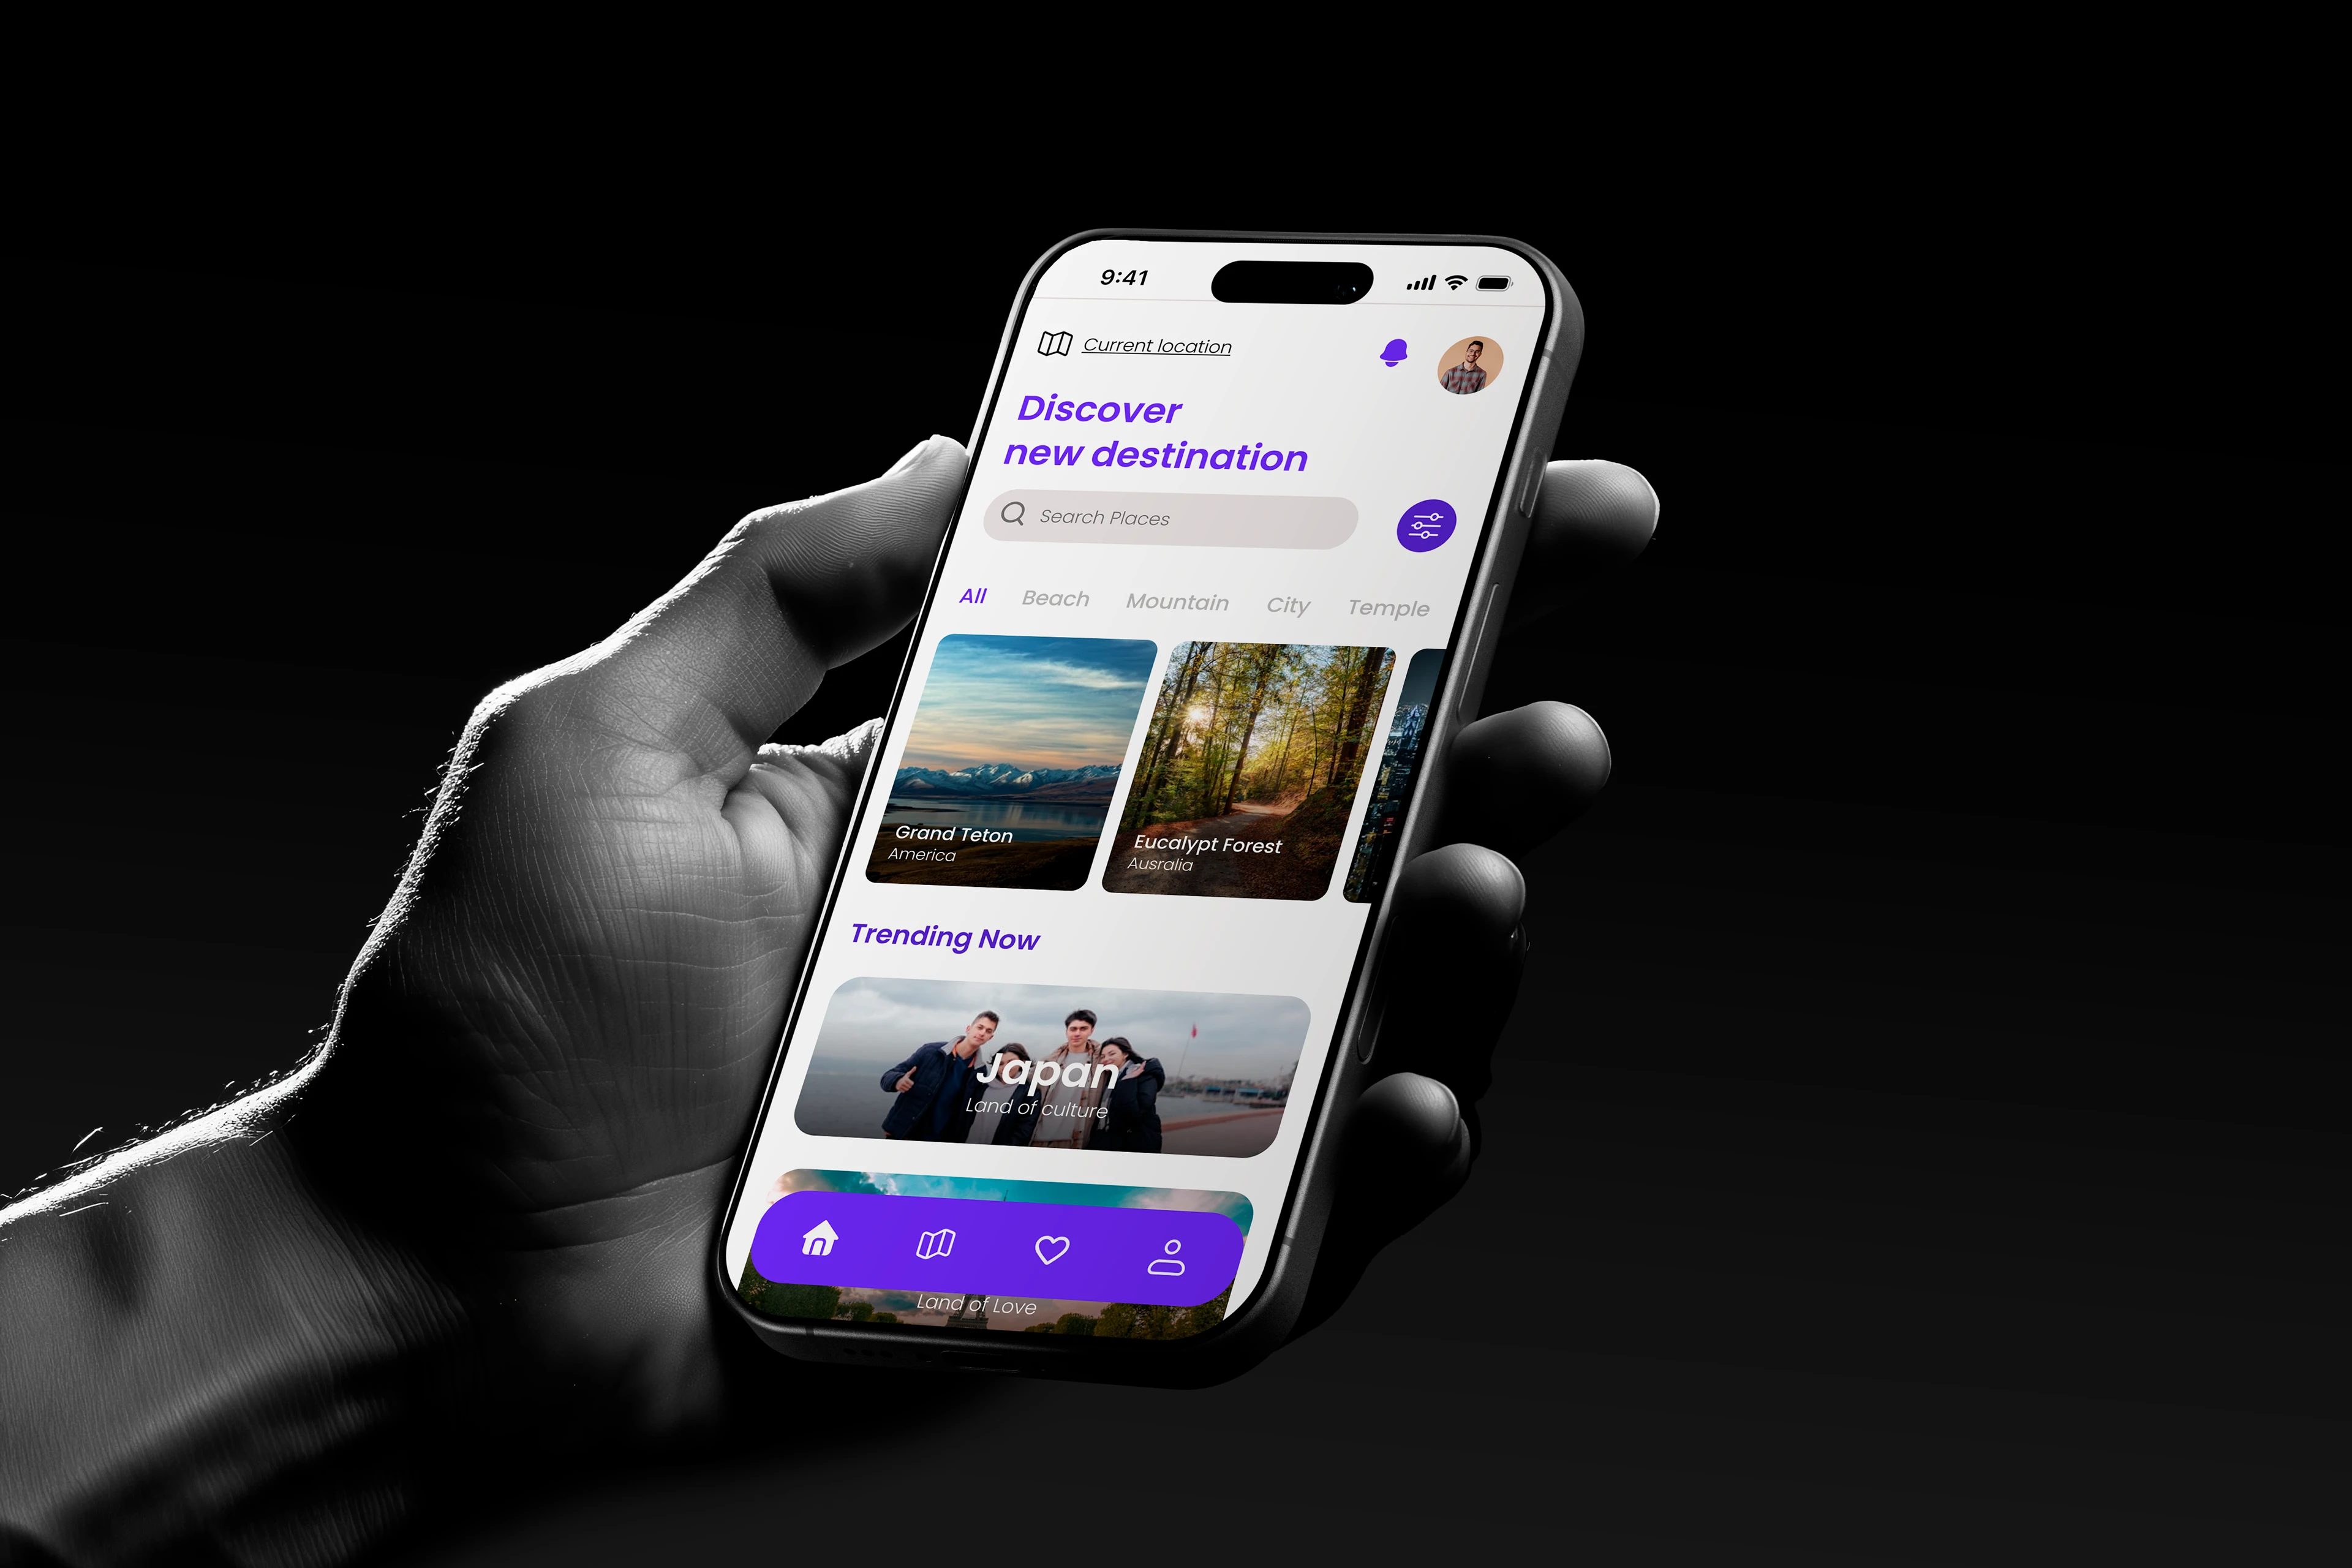 9:41
Current location
Discover
new destination
Search Places
All Beach Mountain City Temple
Grand Teton
America
Eucalypt Forest
Ausralia
Trending Now
Japan
Land of culture
Land of Love